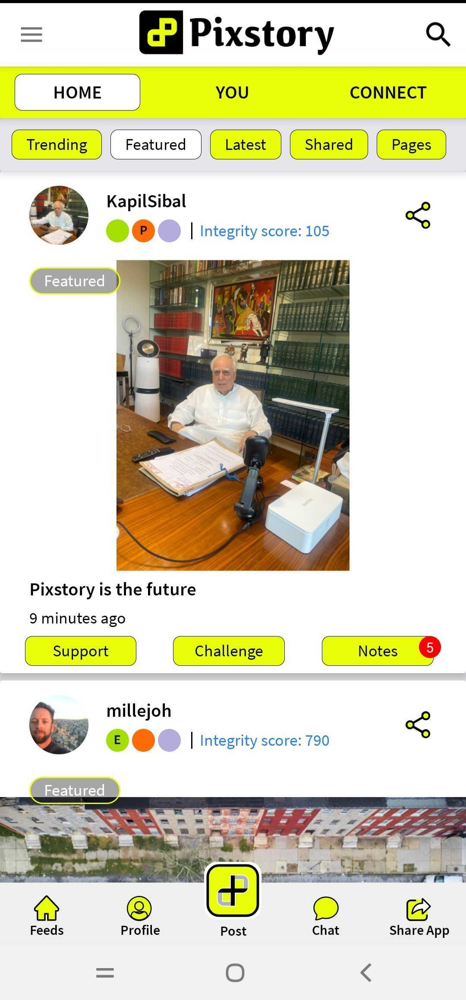 Pixstory
HOME YOU CONNECT
Trending Featured Latest Shared Pages
KapilSibal
P Integrity score: 105
Featured
Pixstory is the future
9 minutes ago
Support Challenge Notes 5
millejoh
E Integrity score: 790
Featured
Feeds Profile Post Chat Share App